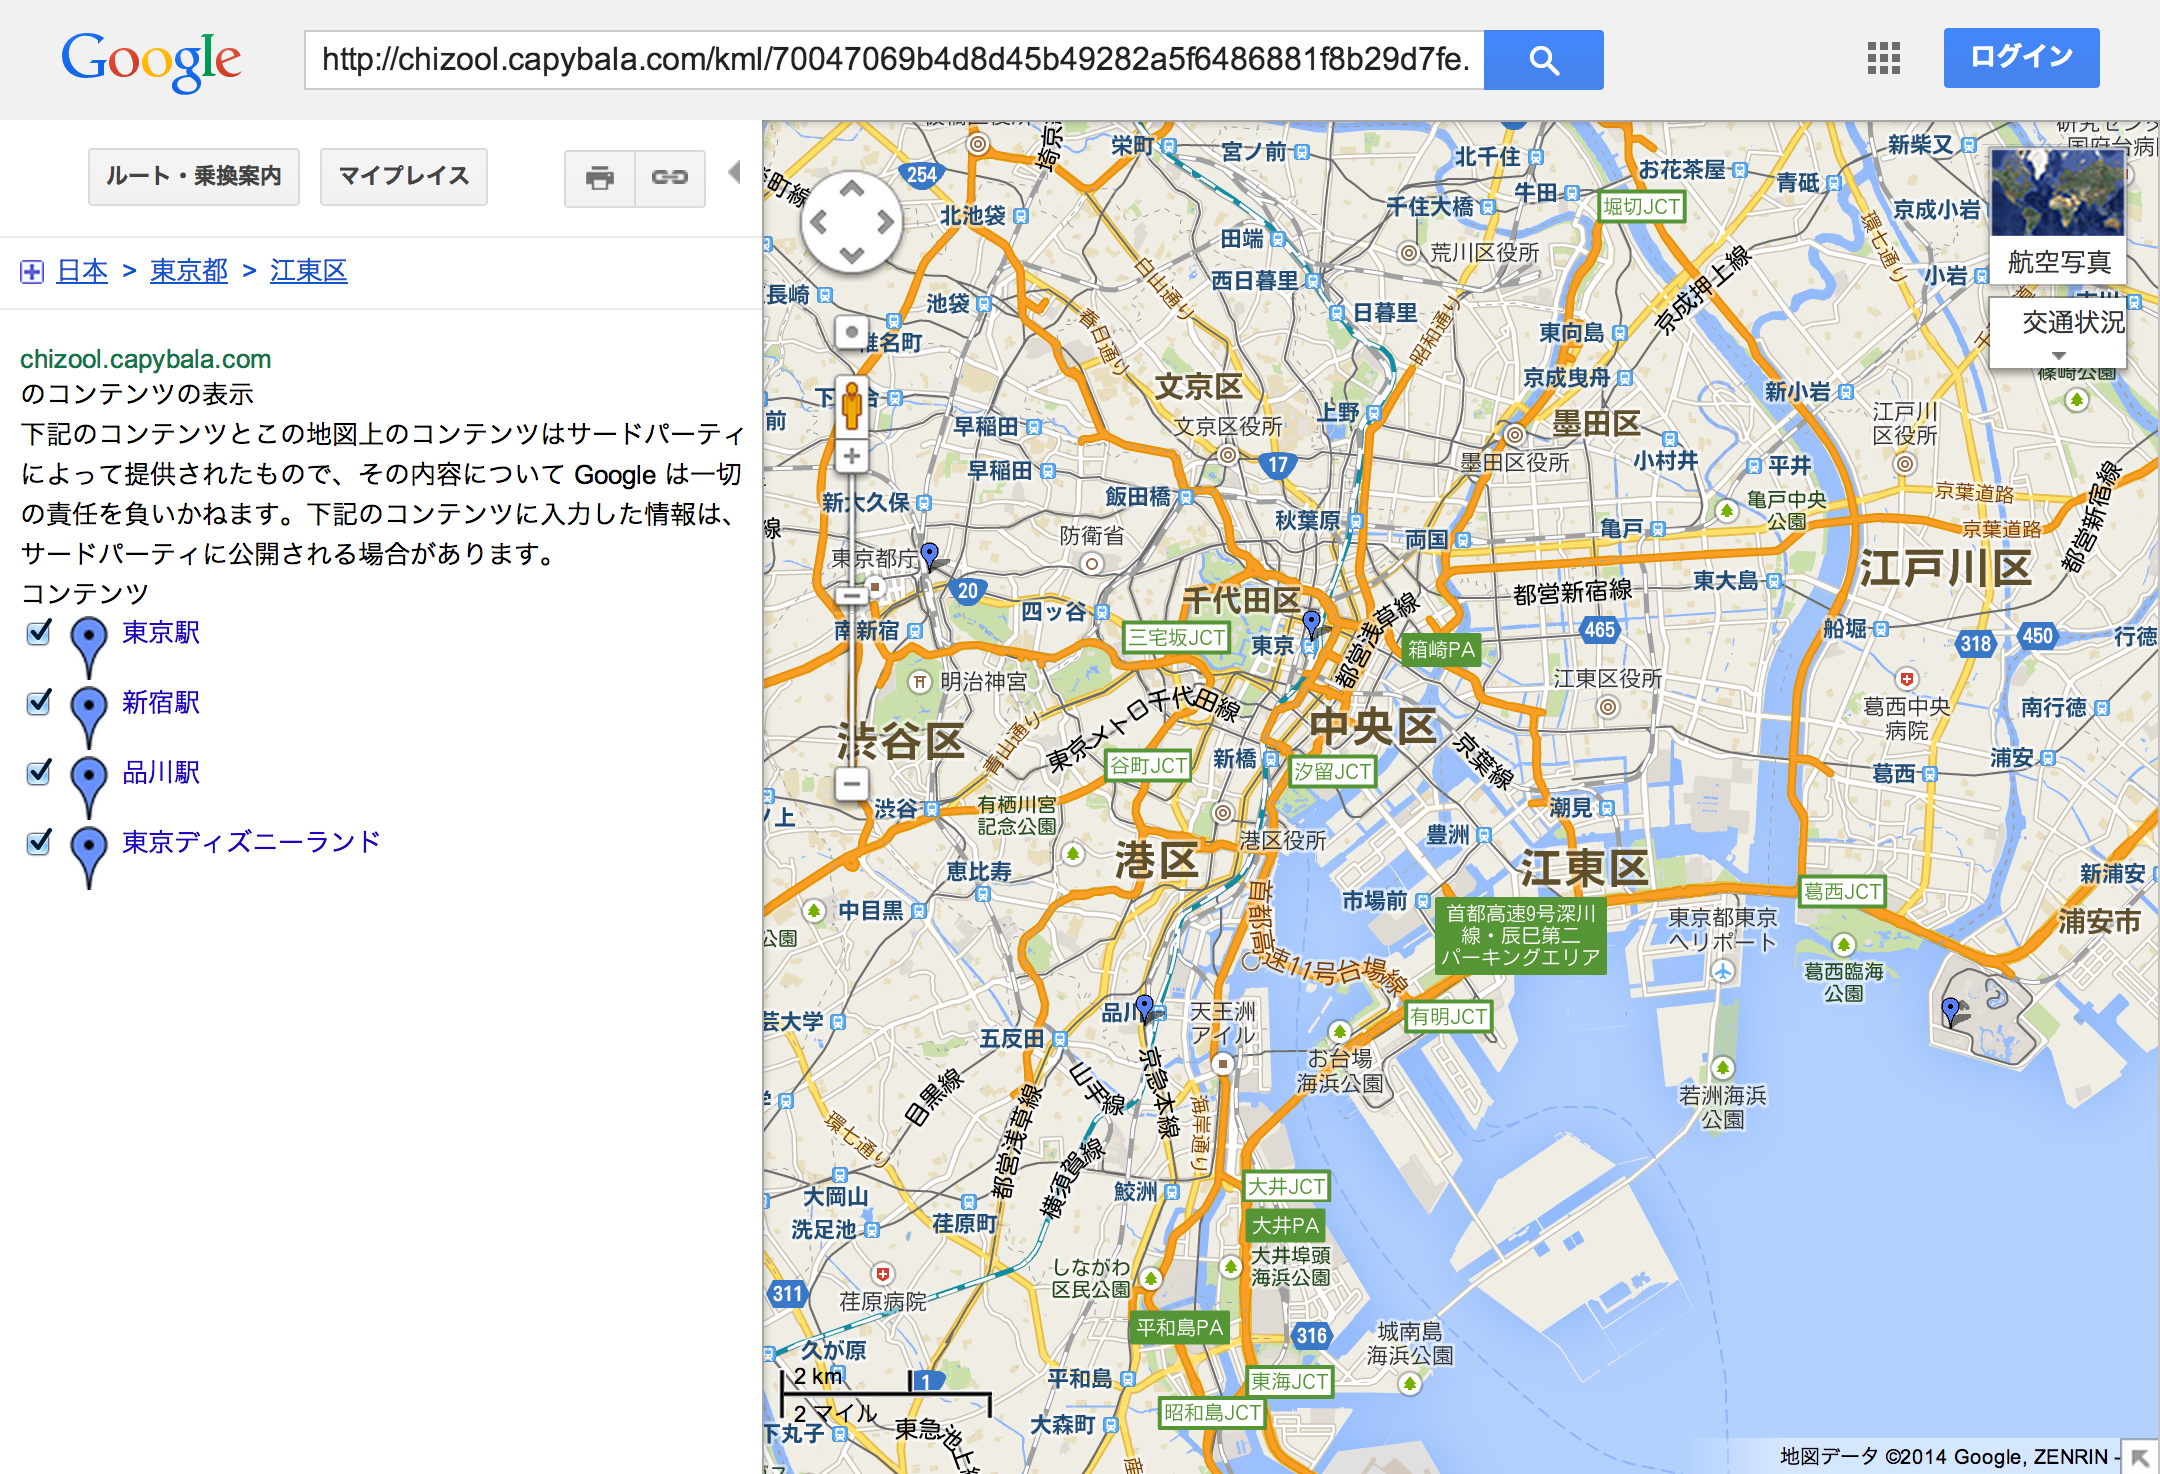 Google
http://chizool.capybala.com/kml/70047069b4d8d45b49282a5f6486881f8b29d7fe.
ログイン
ルート・乗換案内
マイプレイス
日本 > 東京都 > 江東区
chizool.capybala.com
のコンテンツの表示
下記のコンテンツとこの地図上のコンテンツはサードパーティ
によって提供されたもので、その内容について Google は一切
の責任を負いかねます。下記のコンテンツに入力した情報は、
サードパーティに公開される場合があります。
コンテンツ
東京駅
新宿駅
品川駅
東京ディズニーランド
栄町
宮ノ前
北千住
お花茶屋
新柴又
254
牛田
青砥
千住大橋
堀切JCT
京成小岩
北池袋
田端
荒川区役所
環七通り
京成押上線
航空写真
白山通り
西日暮里
小岩
長崎
池袋
日暮里
昭和通り
交通状況
春日通り
東向島
椎名町
文京区
京成曳舟
新小岩
篠崎公園
上野
文京区役所
墨田区
江戸川
区役所
前
早稲田
17
墨田区役所
小村井
平井
早稲田
飯田橋
新大久保
秋葉原
亀戸中央
公園
京葉道路
京葉道路
都営新宿線
防衛省
両国
亀戸
東京都庁
20
千代田区
都営新宿線
東大島
江戸川区
四ッ谷
南新宿
三宅坂JCT
東京
都営浅草線
箱崎PA
465
船堀
318
450
行徳
明治神宮
江東区役所
東京メトロ千代田線
葛西中央
病院
南行徳
渋谷区
青山通り
中央区
京葉線
谷町JCT
新橋
汐留JCT
葛西
浦安
渋谷
有栖川宮
記念公園
潮見
ノ上
港区役所
豊洲
港区
恵比寿
江東区
新浦安
中目黒
市場前
葛西JCT
首都高速9号深川
線・辰巳第二
パーキングエリア
東京都東京
ヘリポート
浦安市
公園
首都高速11号台場線
葛西臨海
公園
品川
天王洲
アイル
有明JCT
芸大学
五反田
お台場
海浜公園
目黒線
山手線
京急本線
海岸通り
若洲海浜
公園
環七通り
都営浅草線
横須賀線
大岡山
鮫洲
大井JCT
洗足池
荏原町
大井PA
しながわ
区民公園
大井埠頭
海浜公園
311
荏原病院
平和島PA
316
城南島
海浜公園
久が原
2 km
1
平和島
東海JCT
2 マイル
昭和島JCT
下丸子
東急池上線
大森町
地図データ ©2014 Google, ZENRIN -